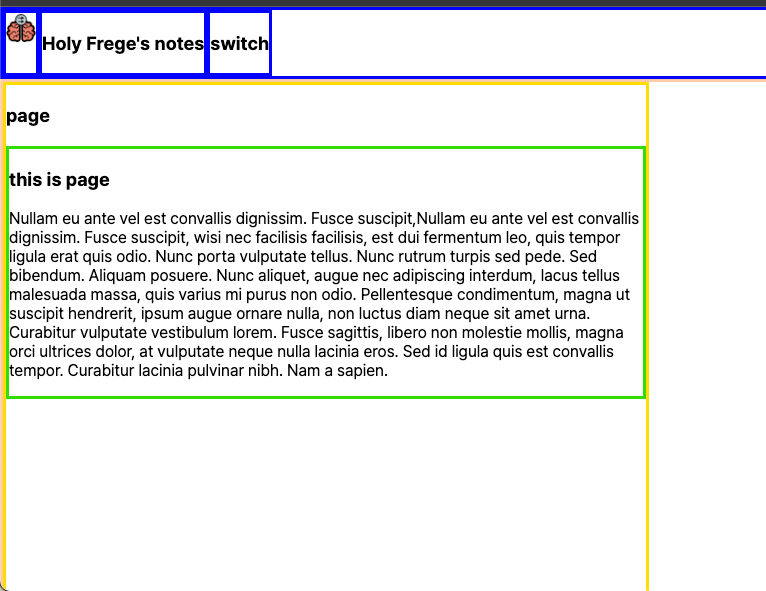 Holy Frege's notes switch
page
this is page
Nullam eu ante vel est convallis dignissim. Fusce suscipit,Nullam eu ante vel est convallis
dignissim. Fusce suscipit, wisi nec facilisis facilisis, est dui fermentum leo, quis tempor
ligula erat quis odio. Nunc porta vulputate tellus. Nunc rutrum turpis sed pede. Sed
bibendum. Aliquam posuere. Nunc aliquet, augue nec adipiscing interdum, lacus tellus
malesuada massa, quis varius mi purus non odio. Pellentesque condimentum, magna ut
suscipit hendrerit, ipsum augue ornare nulla, non luctus diam neque sit amet urna.
Curabitur vulputate vestibulum lorem. Fusce sagittis, libero non molestie mollis, magna
orci ultrices dolor, at vulputate neque nulla lacinia eros. Sed id ligula quis est convallis
tempor. Curabitur lacinia pulvinar nibh. Nam a sapien.